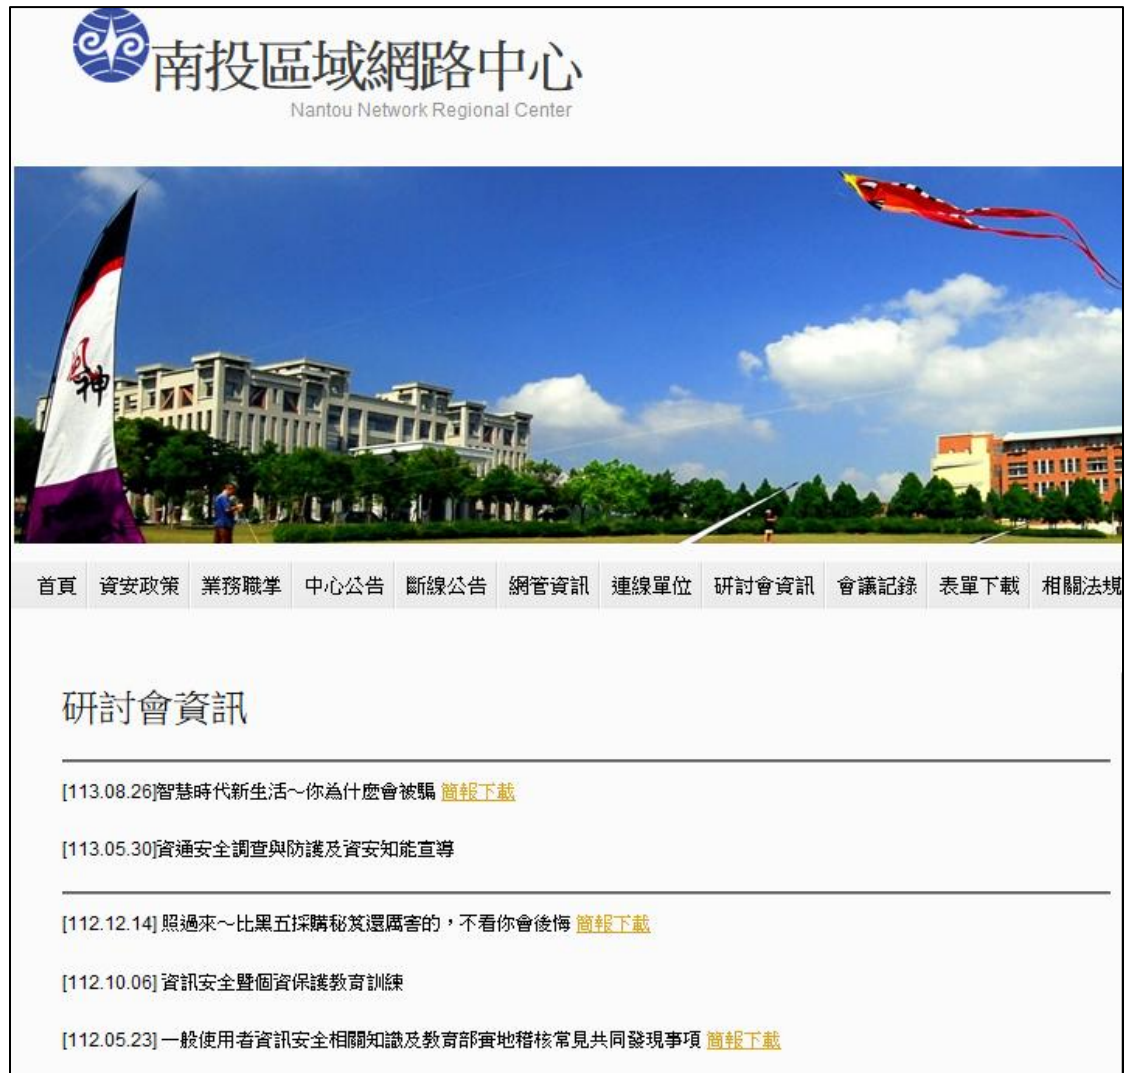 南投區域網路中心
Nantou Network Regional Center
風
神
首頁 資安政策 業務職掌 中心公告 斷線公告 網管資訊 連線單位 研討會資訊 會議記錄 表單下載 相關法規
研討會資訊
[113.08.26]智慧時代新生活～你為什麼會被騙 簡報下載
[113.05.30]資通安全調查與防護及資安知能宣導
[112.12.14] 照過來～比黑五採購秘笈還厲害的，不看你會後悔 簡報下載
[112.10.06] 資訊安全暨個資保護教育訓練
[112.05.23] 一般使用者資訊安全相關知識及教育部實地稽核常見共同發現事項 簡報下載